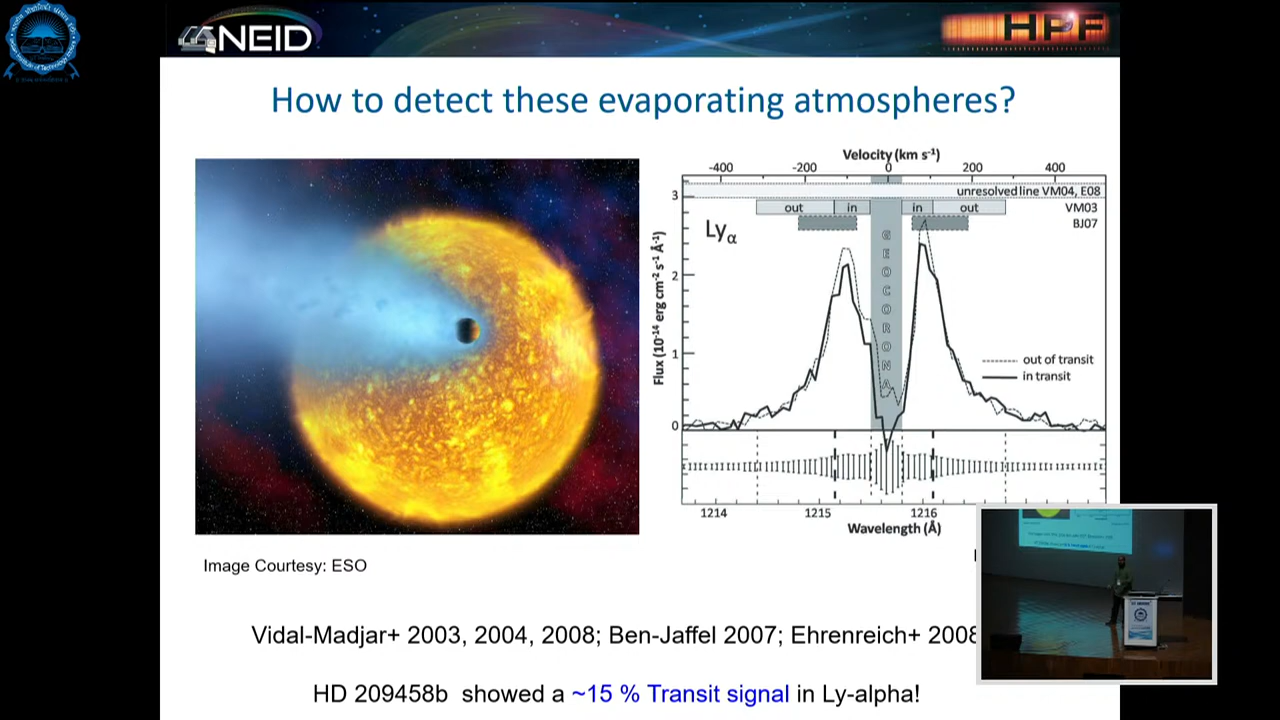 NEID
HPF
How to detect these evaporating atmospheres?
Velocity (km s⁻¹)
-400 -200 0 200 400
unresolved line VM04, E08
out in in out VM03
BJ07
Lyα
GEOCORONA
Flux (10⁻¹⁴ erg cm⁻² s⁻¹ Å⁻¹)
3
2
1
0
out of transit
in transit
1214 1215 1216
Wavelength (Å)
Image Courtesy: ESO
Vidal-Madjar+ 2003, 2004, 2008; Ben-Jaffel 2007; Ehrenreich+ 2008
HD 209458b showed a ~15 % Transit signal in Ly-alpha!